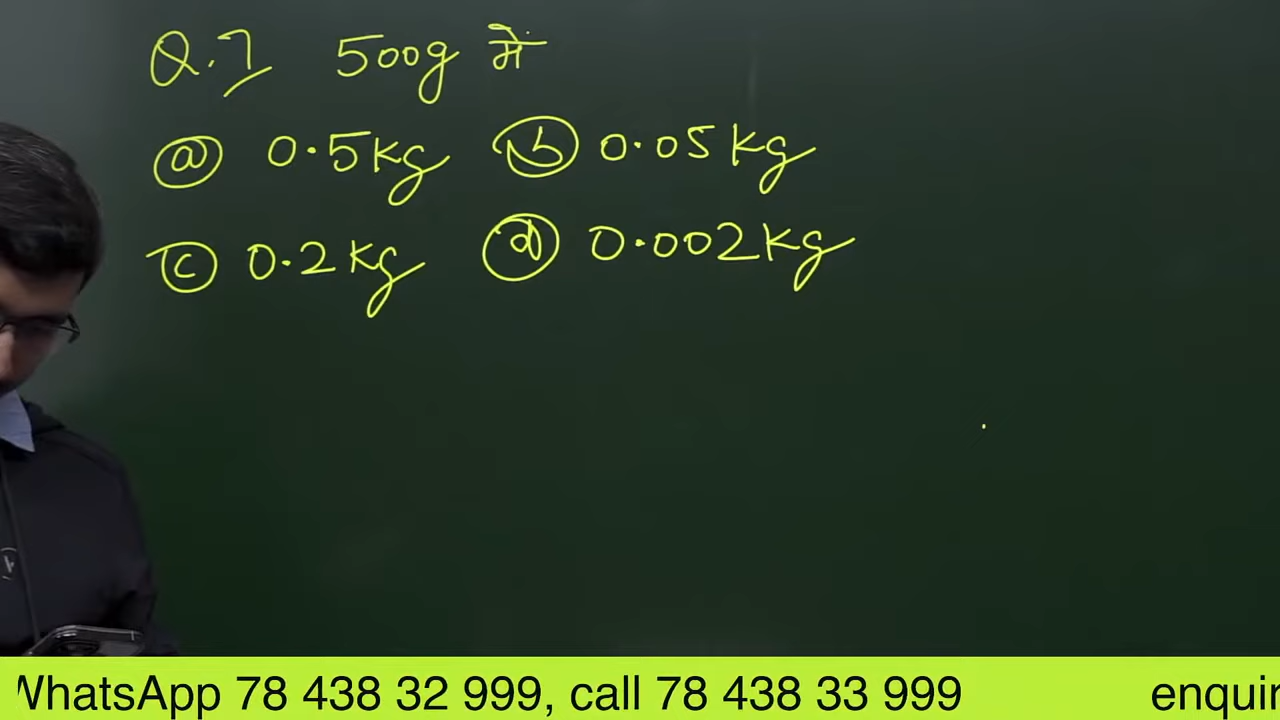 Q.7 500g में
(a) 0.5kg (b) 0.05kg
(c) 0.2kg (d) 0.002kg
WhatsApp 78 438 32 999, call 78 438 33 999 enquir